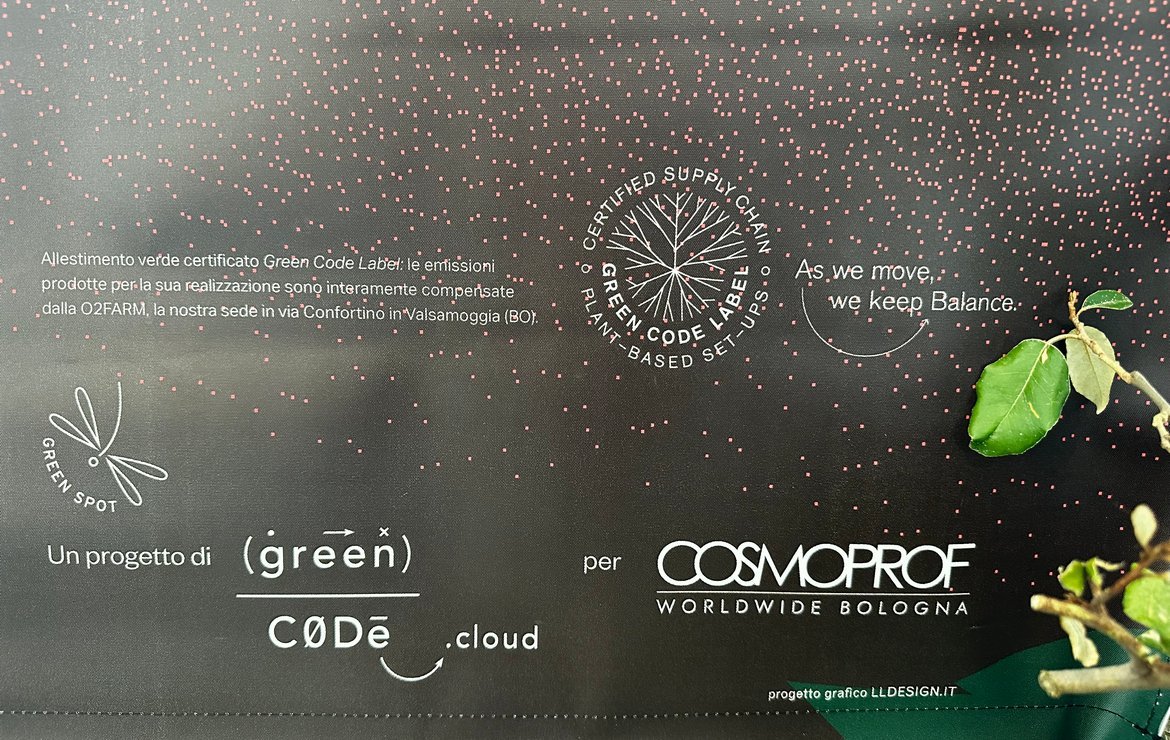 CERTIFIED SUPPLY CHAIN
GREEN CODE LABEL
PLANT-BASED SET-UPS
Allestimento verde certificato Green Code Label: le emissioni
prodotte per la sua realizzazione sono interamente compensate
dalla O2FARM, la nostra sede in via Confortino in Valsamoggia (BO).
As we move,
we keep Balance.
GREEN SPOT
Un progetto di
(green)
CØDē
.cloud
per
COSMOPROF
WORLDWIDE BOLOGNA
progetto grafico LLDESIGN.IT